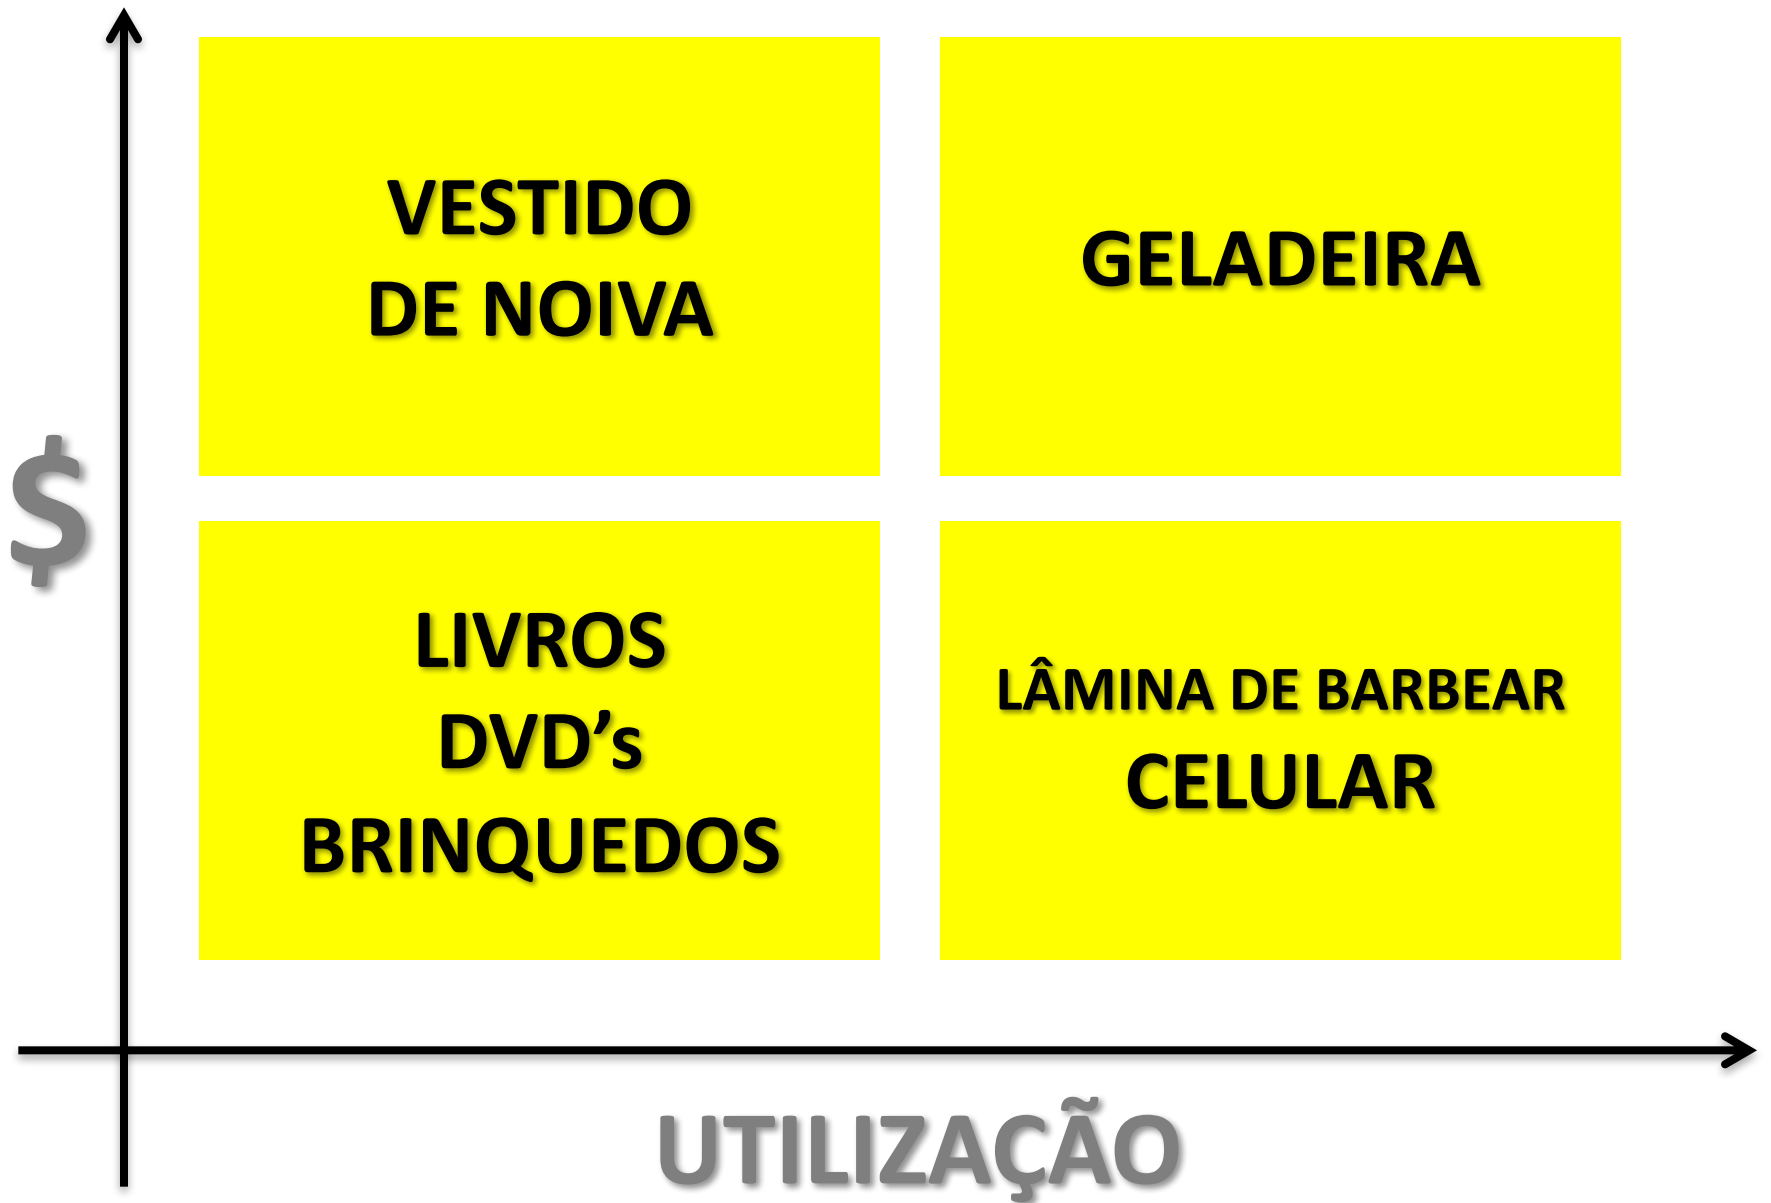 VESTIDO
DE NOIVA
GELADEIRA
$
LIVROS
DVD’s
BRINQUEDOS
LÂMINA DE BARBEAR
CELULAR
UTILIZAÇÃO